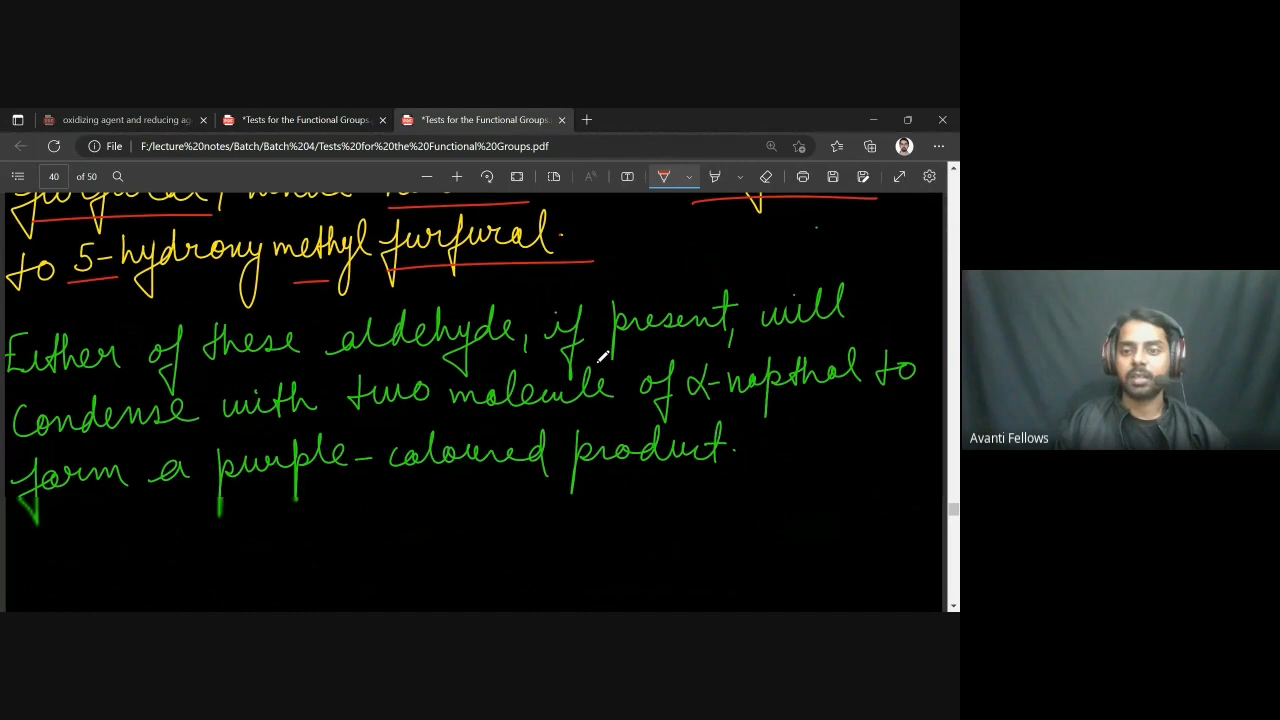 oxidizing agent and reducing ag
*Tests for the Functional Groups
*Tests for the Functional Groups
File
F:/lecture%20notes/Batch/Batch%204/Tests%20for%20the%20Functional%20Groups.pdf
40 of 50
furfural,
to 5-hydroxy methyl furfural.
Either of these aldehyde, if present, will
condense with two molecule of α-napthol to
form a purple-coloured product.
Avanti Fellows